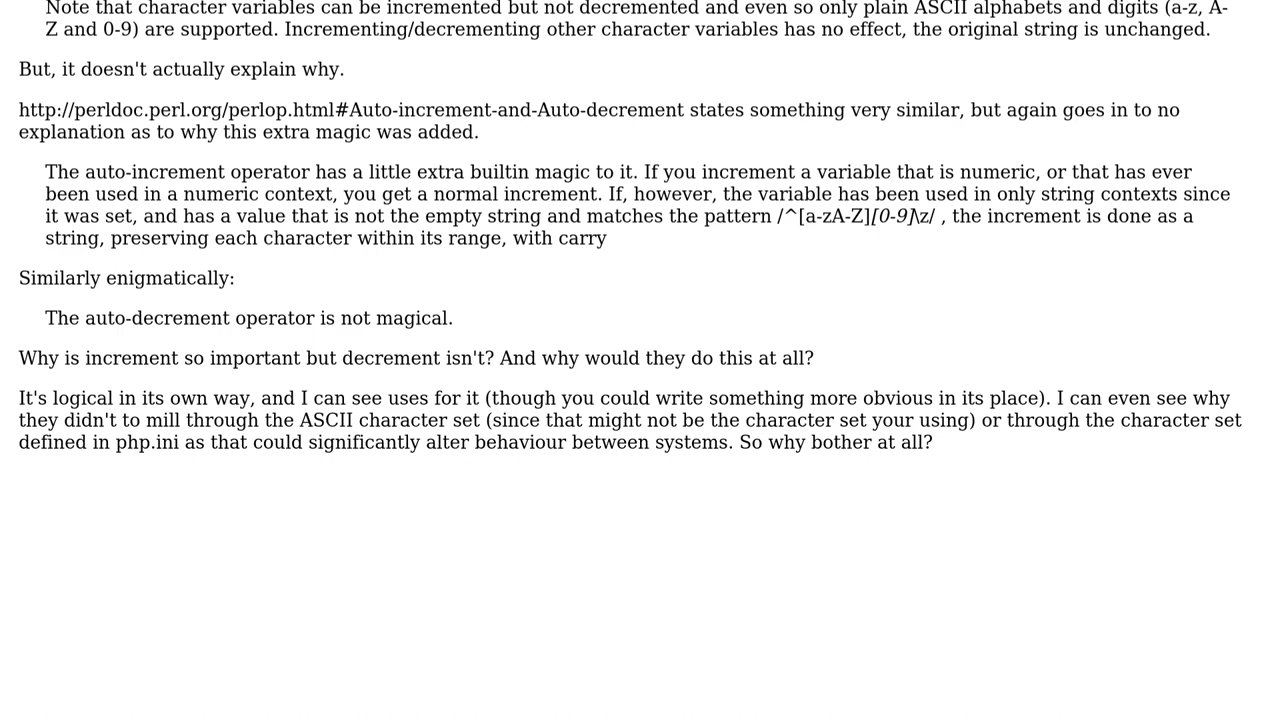 Note that character variables can be incremented but not decremented and even so only plain ASCII alphabets and digits (a-z, A-
Z and 0-9) are supported. Incrementing/decrementing other character variables has no effect, the original string is unchanged.
But, it doesn't actually explain why.
http://perldoc.perl.org/perlop.html#Auto-increment-and-Auto-decrement states something very similar, but again goes in to no
explanation as to why this extra magic was added.
The auto-increment operator has a little extra builtin magic to it. If you increment a variable that is numeric, or that has ever
been used in a numeric context, you get a normal increment. If, however, the variable has been used in only string contexts since
it was set, and has a value that is not the empty string and matches the pattern /^[a-zA-Z][0-9]\z/ , the increment is done as a
string, preserving each character within its range, with carry
Similarly enigmatically:
The auto-decrement operator is not magical.
Why is increment so important but decrement isn't? And why would they do this at all?
It's logical in its own way, and I can see uses for it (though you could write something more obvious in its place). I can even see why
they didn't to mill through the ASCII character set (since that might not be the character set your using) or through the character set
defined in php.ini as that could significantly alter behaviour between systems. So why bother at all?